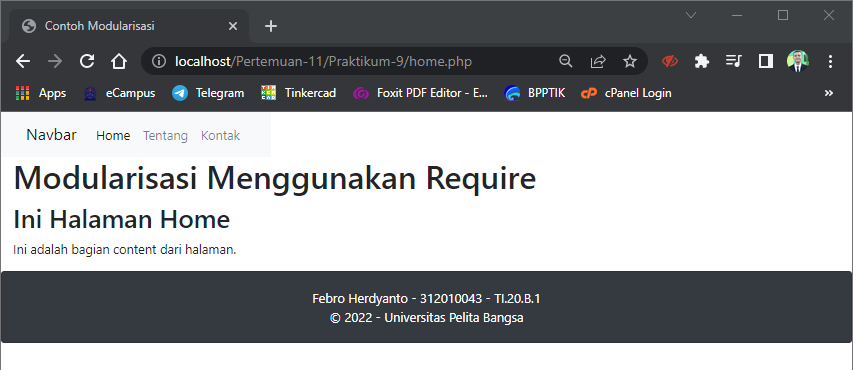 Contoh Modularisasi
localhost/Pertemuan-11/Praktikum-9/home.php
Apps eCampus Telegram Tinkercad Foxit PDF Editor - E... BPPTIK cPanel Login »
Navbar Home Tentang Kontak
Modularisasi Menggunakan Require
Ini Halaman Home
Ini adalah bagian content dari halaman.
Febro Herdyanto - 312010043 - TI.20.B.1
© 2022 - Universitas Pelita Bangsa